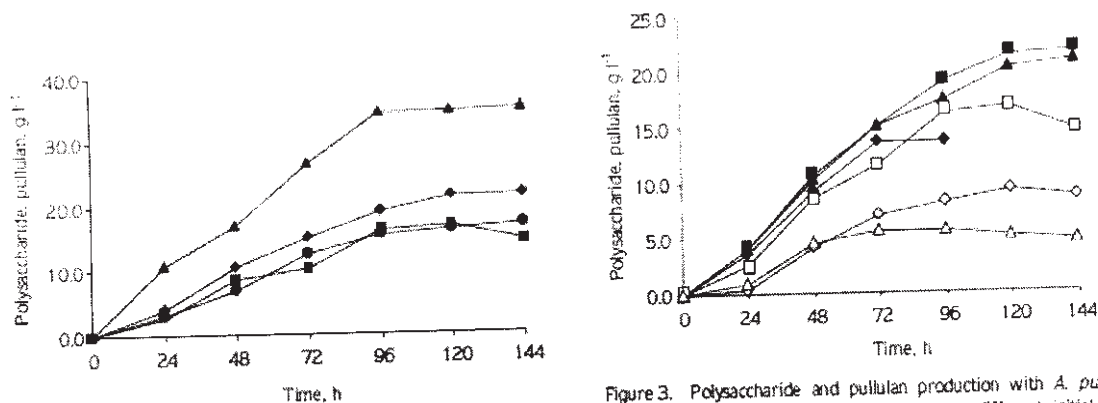 Polysaccharide. pullulan. g l⁻¹
40.0
30.0
20.0
10.0
0.0
0 24 48 72 96 120 144
Time, h
Polysaccharide. pullulan, g l⁻¹
25.0
20.0
15.0
10.0
5.0
0.0
0 24 48 72 96 120 144
Time, h
Figure 3. Polysaccharide and pullulan production with A. pu